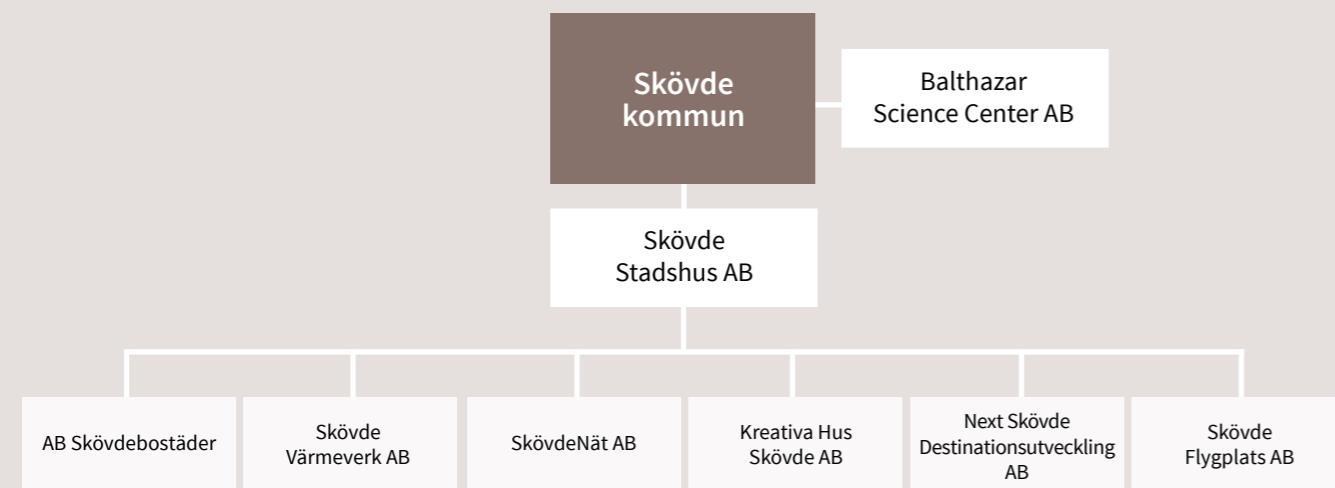 Skövde
kommun
Balthazar
Science Center AB
Skövde
Stadshus AB
AB Skövdebostäder
Skövde
Värmeverk AB
SkövdeNät AB
Kreativa Hus
Skövde AB
Next Skövde
Destinationsutveckling
AB
Skövde
Flygplats AB